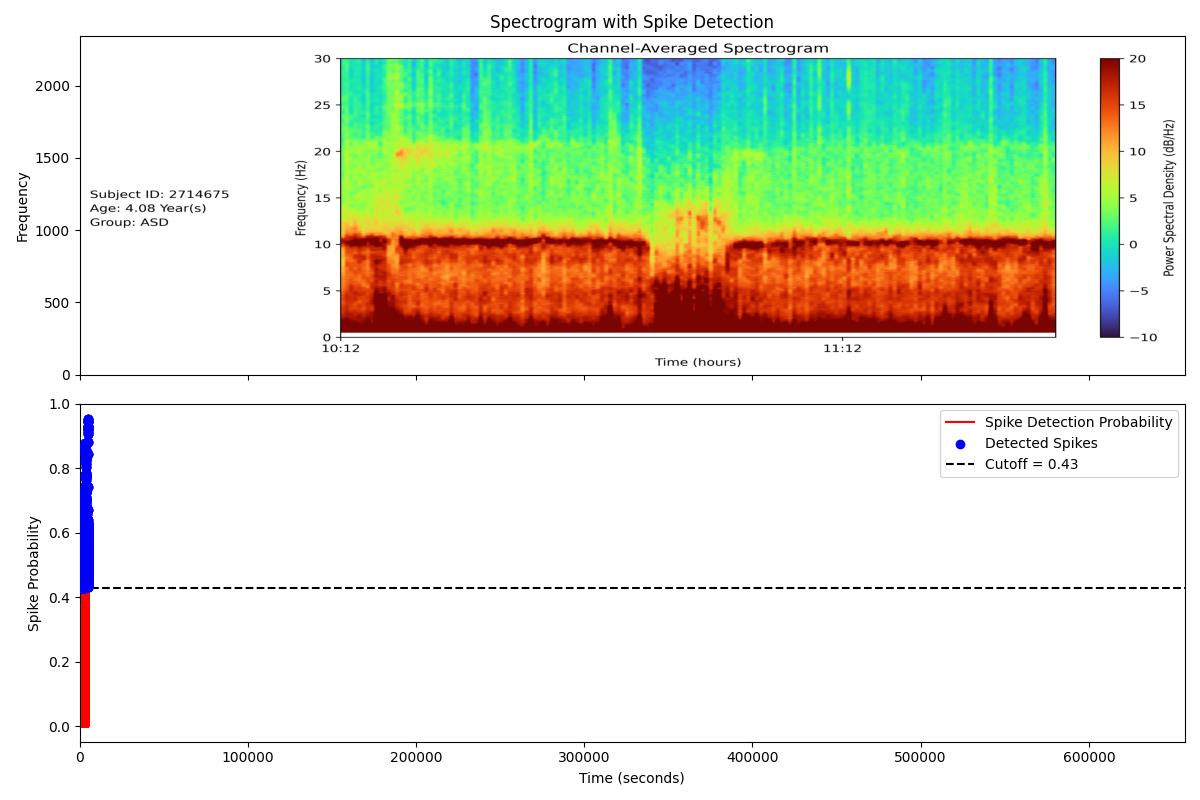 Spectrogram with Spike Detection
Channel-Averaged Spectrogram
Frequency
2000
1500
1000
500
0
Subject ID: 2714675
Age: 4.08 Year(s)
Group: ASD
Frequency (Hz)
30
25
20
15
10
5
0
10:12
11:12
Time (hours)
20
15
10
5
0
−5
−10
Power Spectral Density (dB/Hz)
Spike Probability
1.0
0.8
0.6
0.4
0.2
0.0
Spike Detection Probability
Detected Spikes
Cutoff = 0.43
0
100000
200000
300000
400000
500000
600000
Time (seconds)